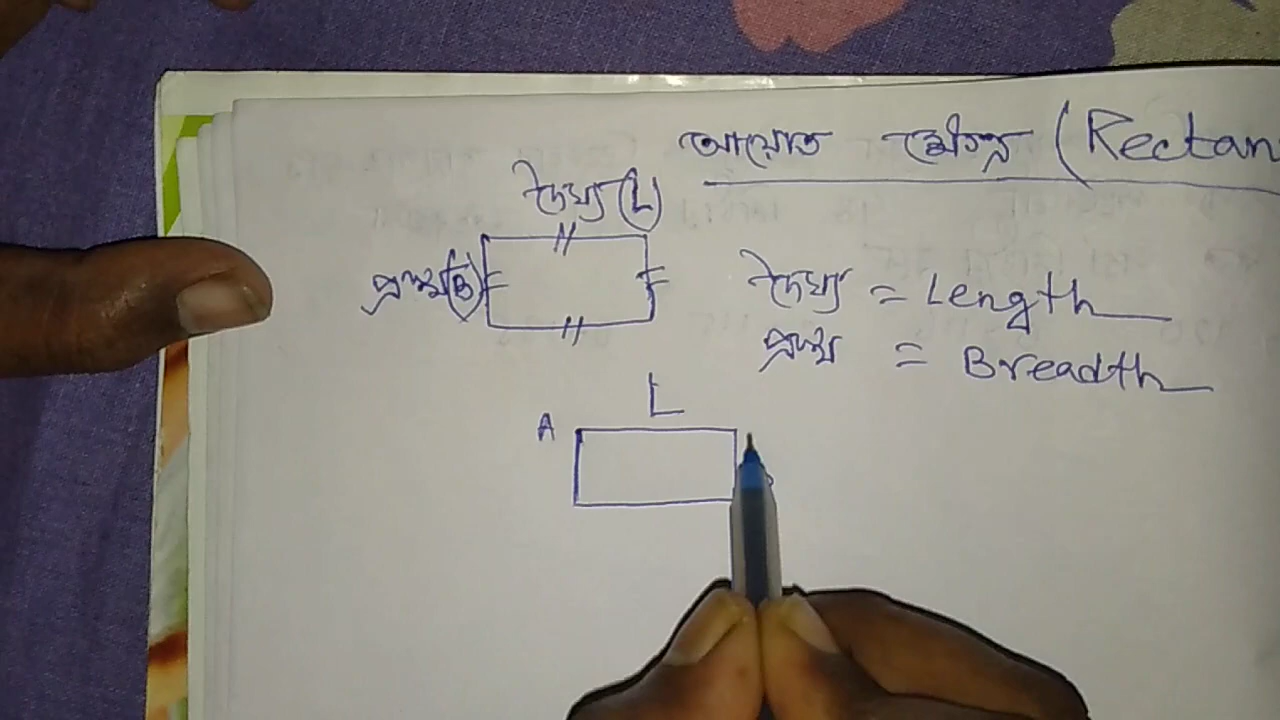 আয়োত ক্ষেত্র (Rectan
দৈর্ঘ্য (L)
প্রস্থ (B)
দৈর্ঘ্য = Length
প্রস্থ = Breadth
L
A